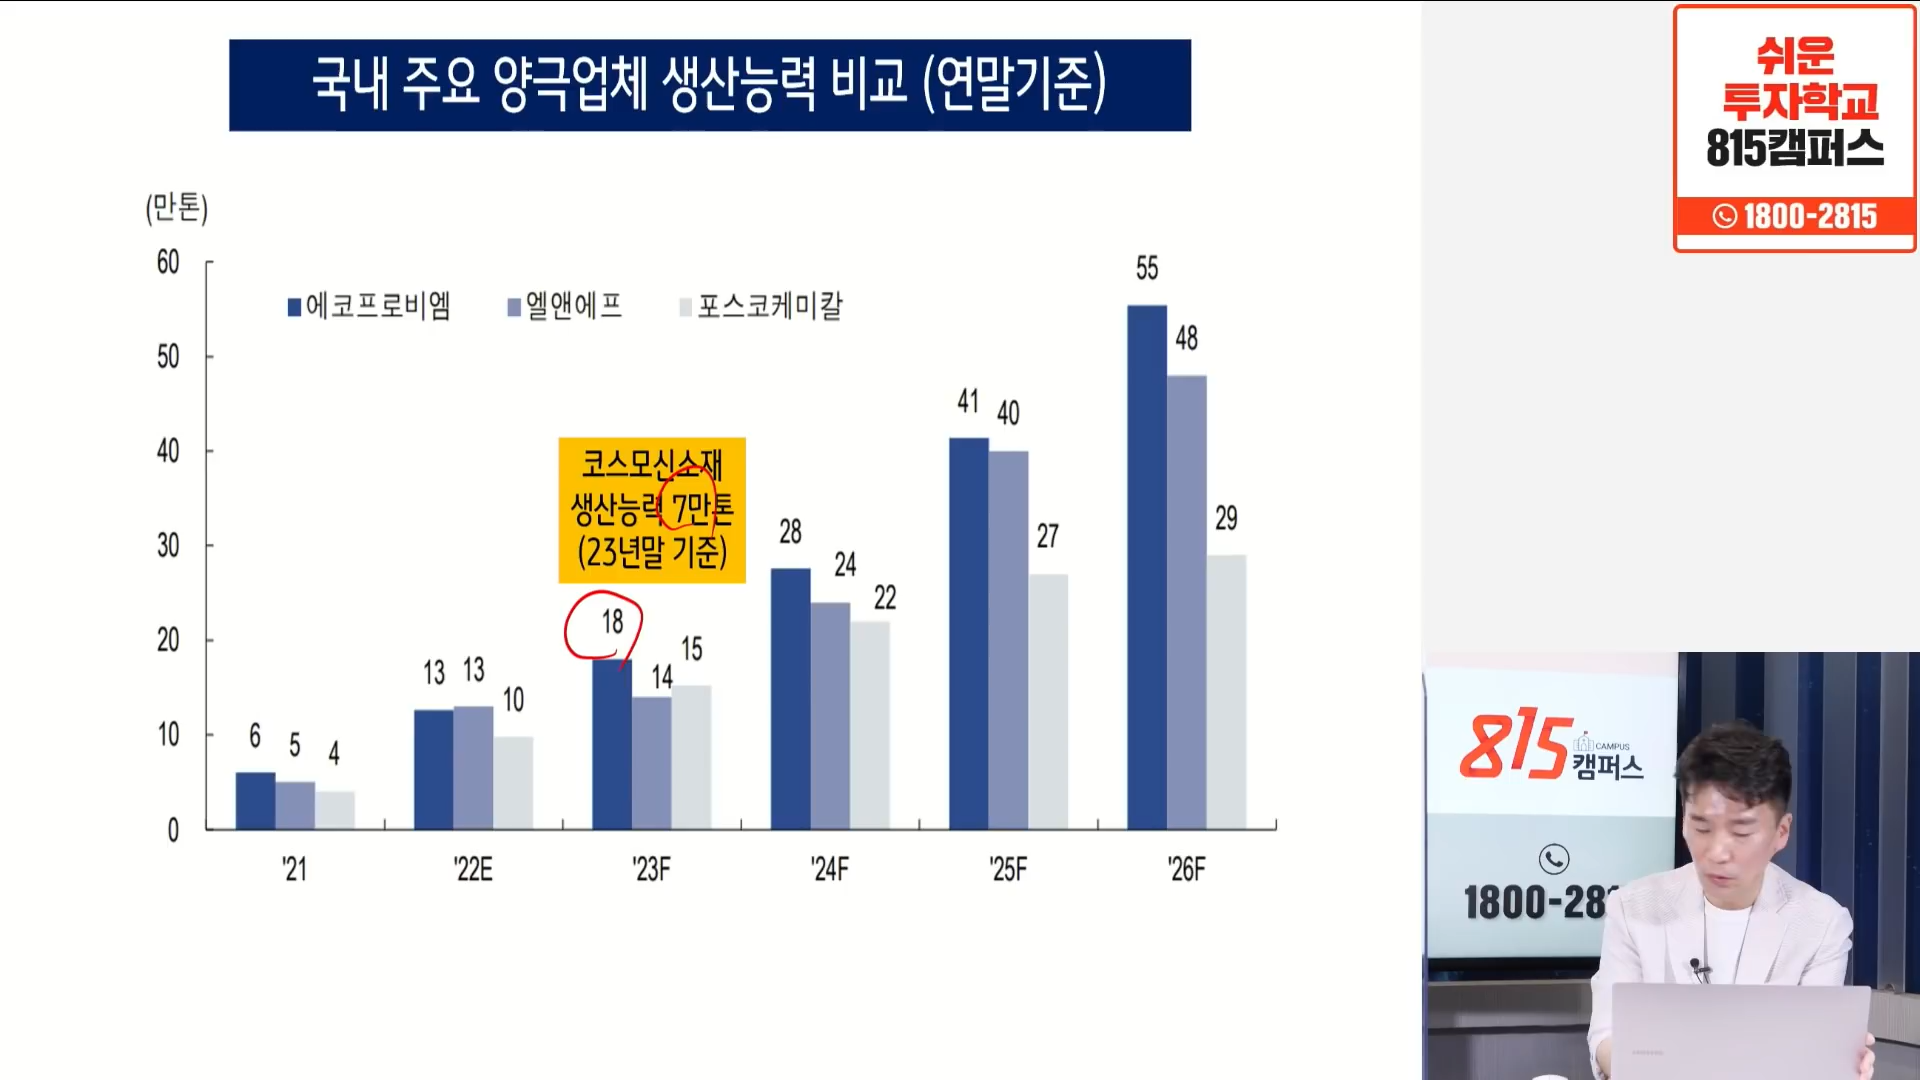 국내 주요 양극업체 생산능력 비교 (연말기준)
쉬운
투자학교
815캠퍼스
1800-2815
(만톤)
60
50
40
30
20
10
0
에코프로비엠 엘앤에프 포스코케미칼
코스모신소재
생산능력 7만톤
(23년말 기준)
6 5 4
13 13 10
18 14 15
28 24 22
41 40 27
55 48 29
'21 '22E '23F '24F '25F '26F
815 CAMPUS
캠퍼스
1800-28